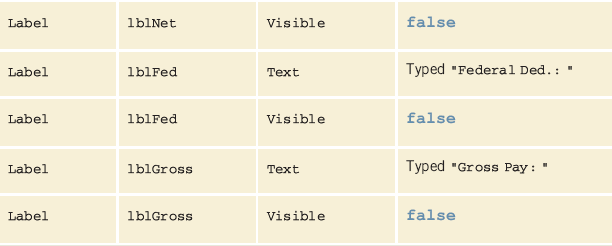 Label lblNet Visible false
Label lblFed Text Typed "Federal Ded.: "
Label lblFed Visible false
Label lblGross Text Typed "Gross Pay: "
Label lblGross Visible false